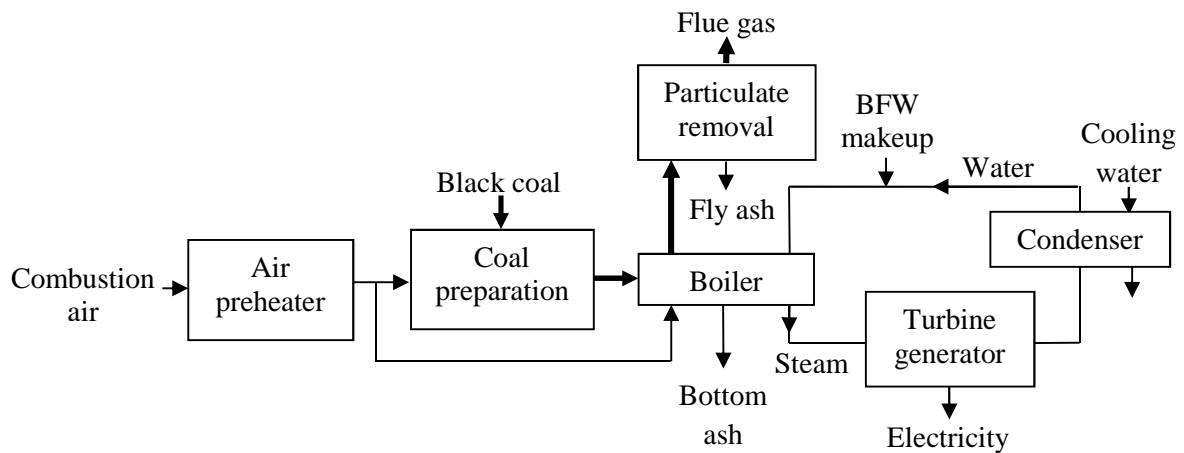 Flue gas
Particulate
removal
BFW
makeup
Cooling
water
Water
Black coal
Fly ash
Condenser
Combustion
air
Air
preheater
Coal
preparation
Boiler
Turbine
generator
Steam
Bottom
ash
Electricity